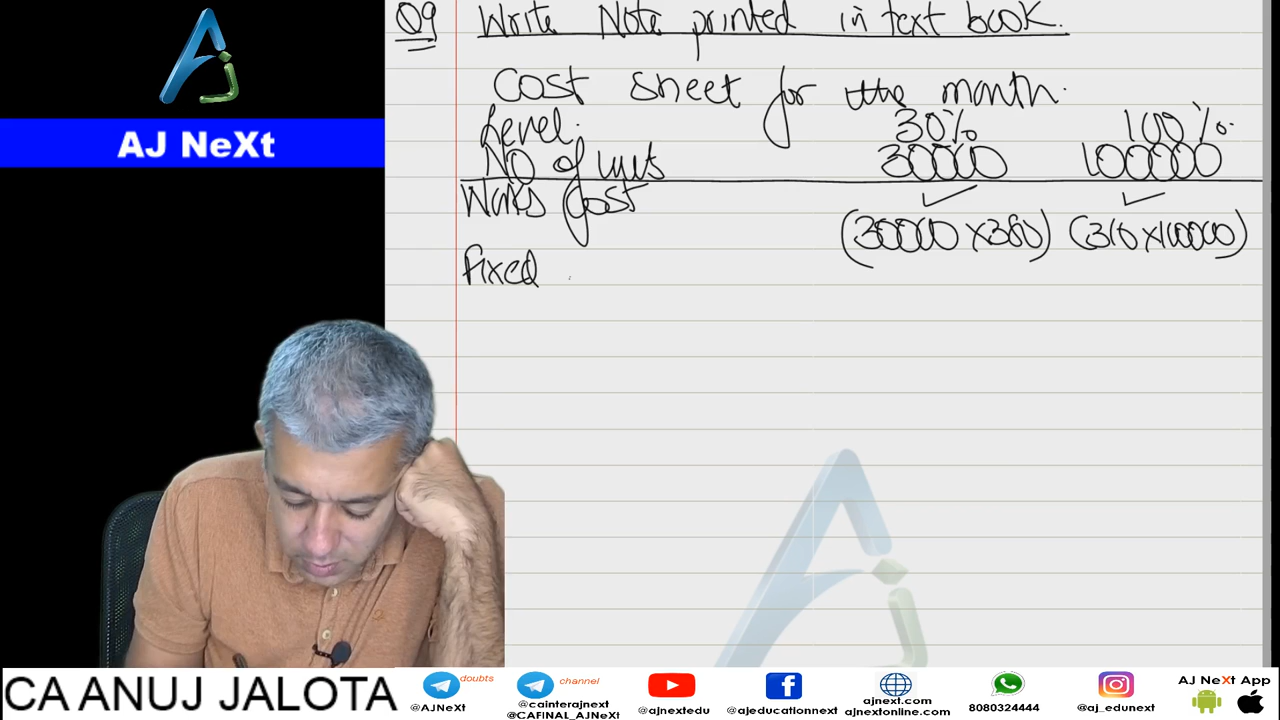 Q9 Write Note printed in text book.
Cost sheet for the month.
Level. 30% 100%.
NO of units 30000 100000
Works Cost ✓ ✓
(30000 x 380) (310 x 100000)
Fixed
AJ NeXt
CA ANUJ JALOTA
doubts
@AJNeXt
channel
@cainterajnext
@CAFINAL_AJNeXt
@ajnextedu
@ajeducationnext
ajnext.com
ajnextonline.com
8080324444
@aj_edunext
AJ NeXt App